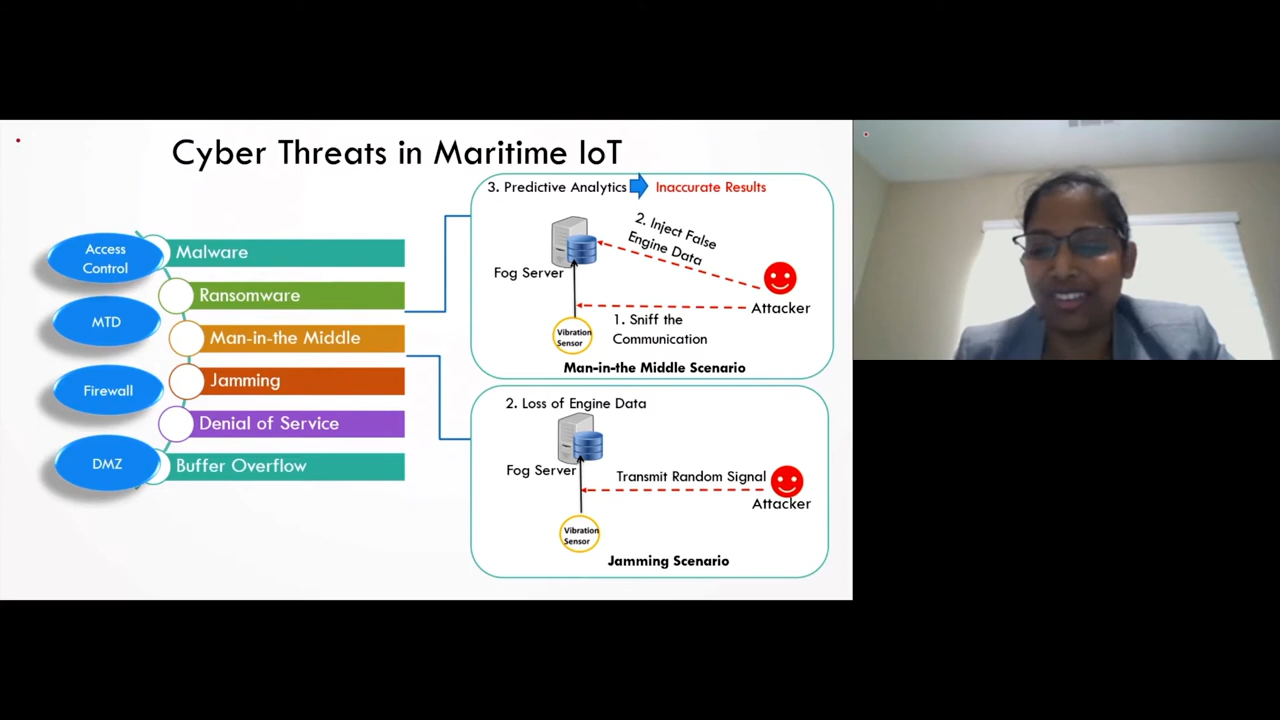 Cyber Threats in Maritime IoT
Access
Control
MTD
Firewall
DMZ
Malware
Ransomware
Man-in-the Middle
Jamming
Denial of Service
Buffer Overflow
3. Predictive Analytics
Inaccurate Results
2. Inject False
Engine Data
Fog Server
Attacker
1. Sniff the
Communication
Vibration
Sensor
Man-in-the Middle Scenario
2. Loss of Engine Data
Fog Server
Transmit Random Signal
Attacker
Vibration
Sensor
Jamming Scenario